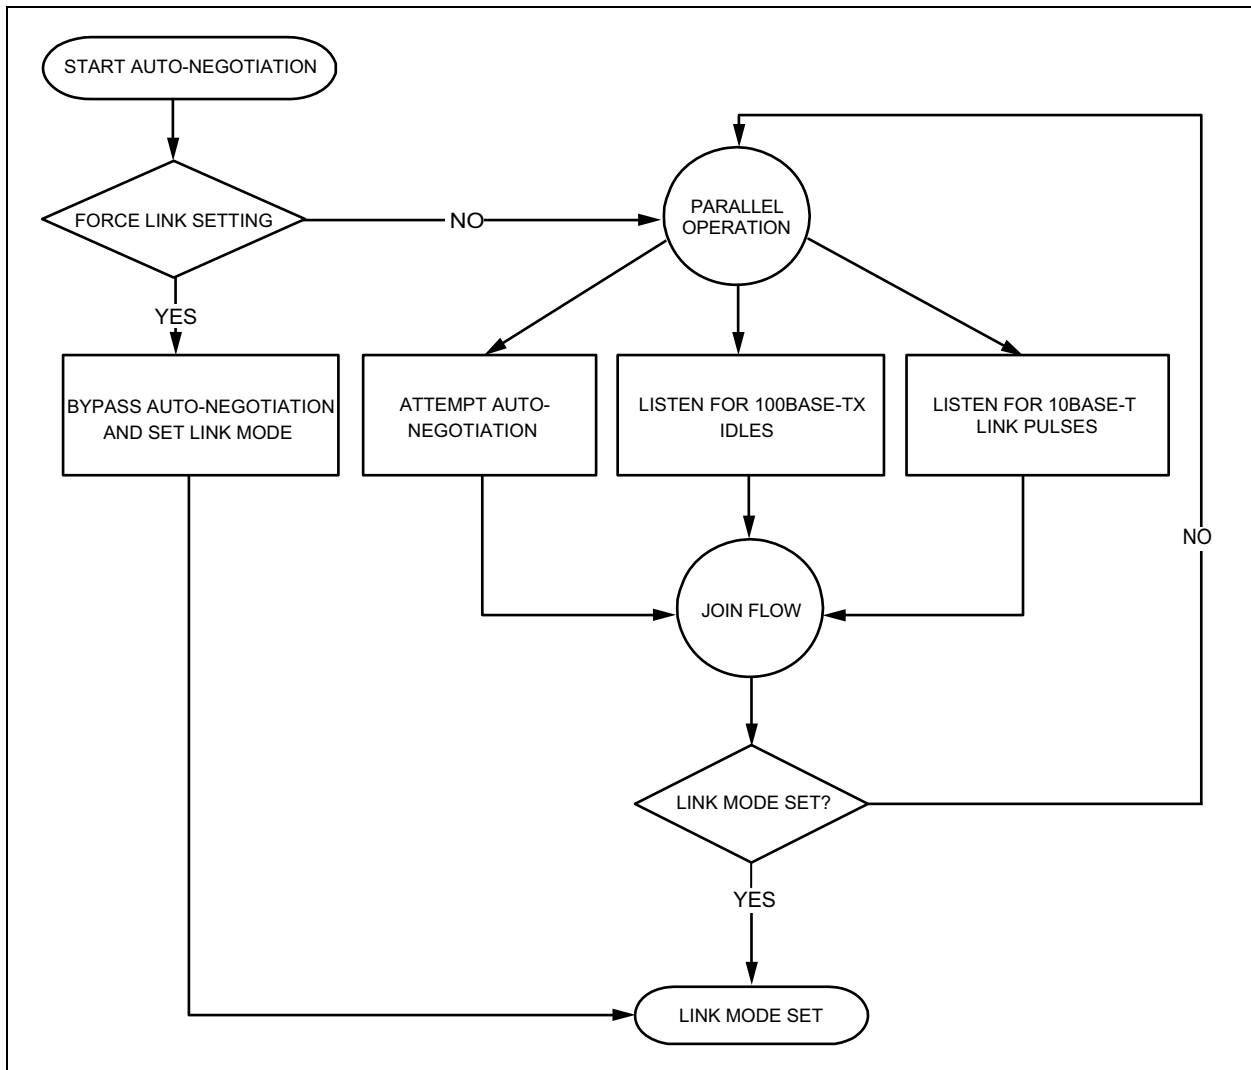 START AUTO-NEGOTIATION
FORCE LINK SETTING
NO
PARALLEL
OPERATION
YES
BYPASS AUTO-NEGOTIATION
AND SET LINK MODE
ATTEMPT AUTO-
NEGOTIATION
LISTEN FOR 100BASE-TX
IDLES
LISTEN FOR 10BASE-T
LINK PULSES
NO
JOIN FLOW
LINK MODE SET?
YES
LINK MODE SET